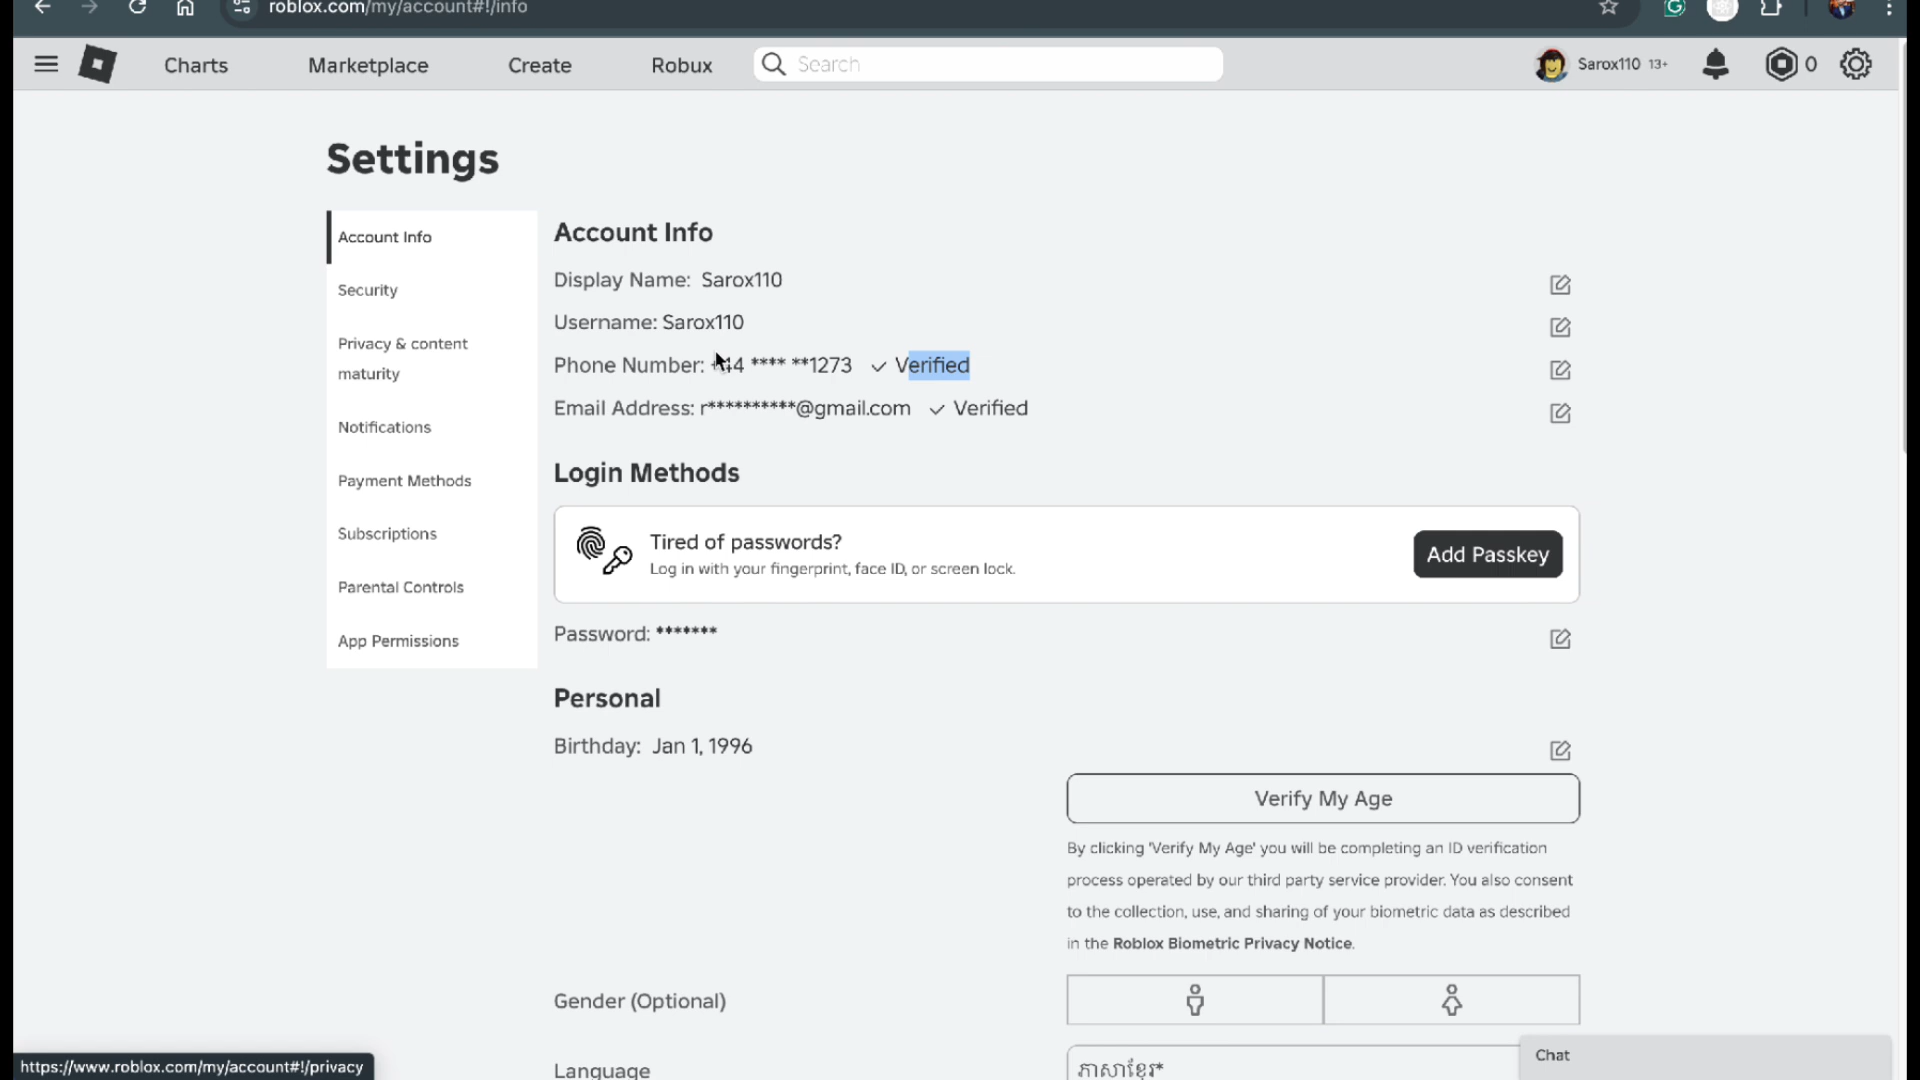 roblox.com/my/account#!/info
Charts
Marketplace
Create
Robux
Search
Sarox110 13+
0
Settings
Account Info
Security
Privacy & content
maturity
Notifications
Payment Methods
Subscriptions
Parental Controls
App Permissions
Account Info
Display Name: Sarox110
Username: Sarox110
Phone Number: +44 **** **1273 ✓ Verified
Email Address: r**********@gmail.com ✓ Verified
Login Methods
Tired of passwords?
Log in with your fingerprint, face ID, or screen lock.
Add Passkey
Password: *******
Personal
Birthday: Jan 1, 1996
Verify My Age
By clicking 'Verify My Age' you will be completing an ID verification
process operated by our third party service provider. You also consent
to the collection, use, and sharing of your biometric data as described
in the Roblox Biometric Privacy Notice.
Gender (Optional)
Language
ភាសាខ្មែរ*
Chat
https://www.roblox.com/my/account#!/privacy